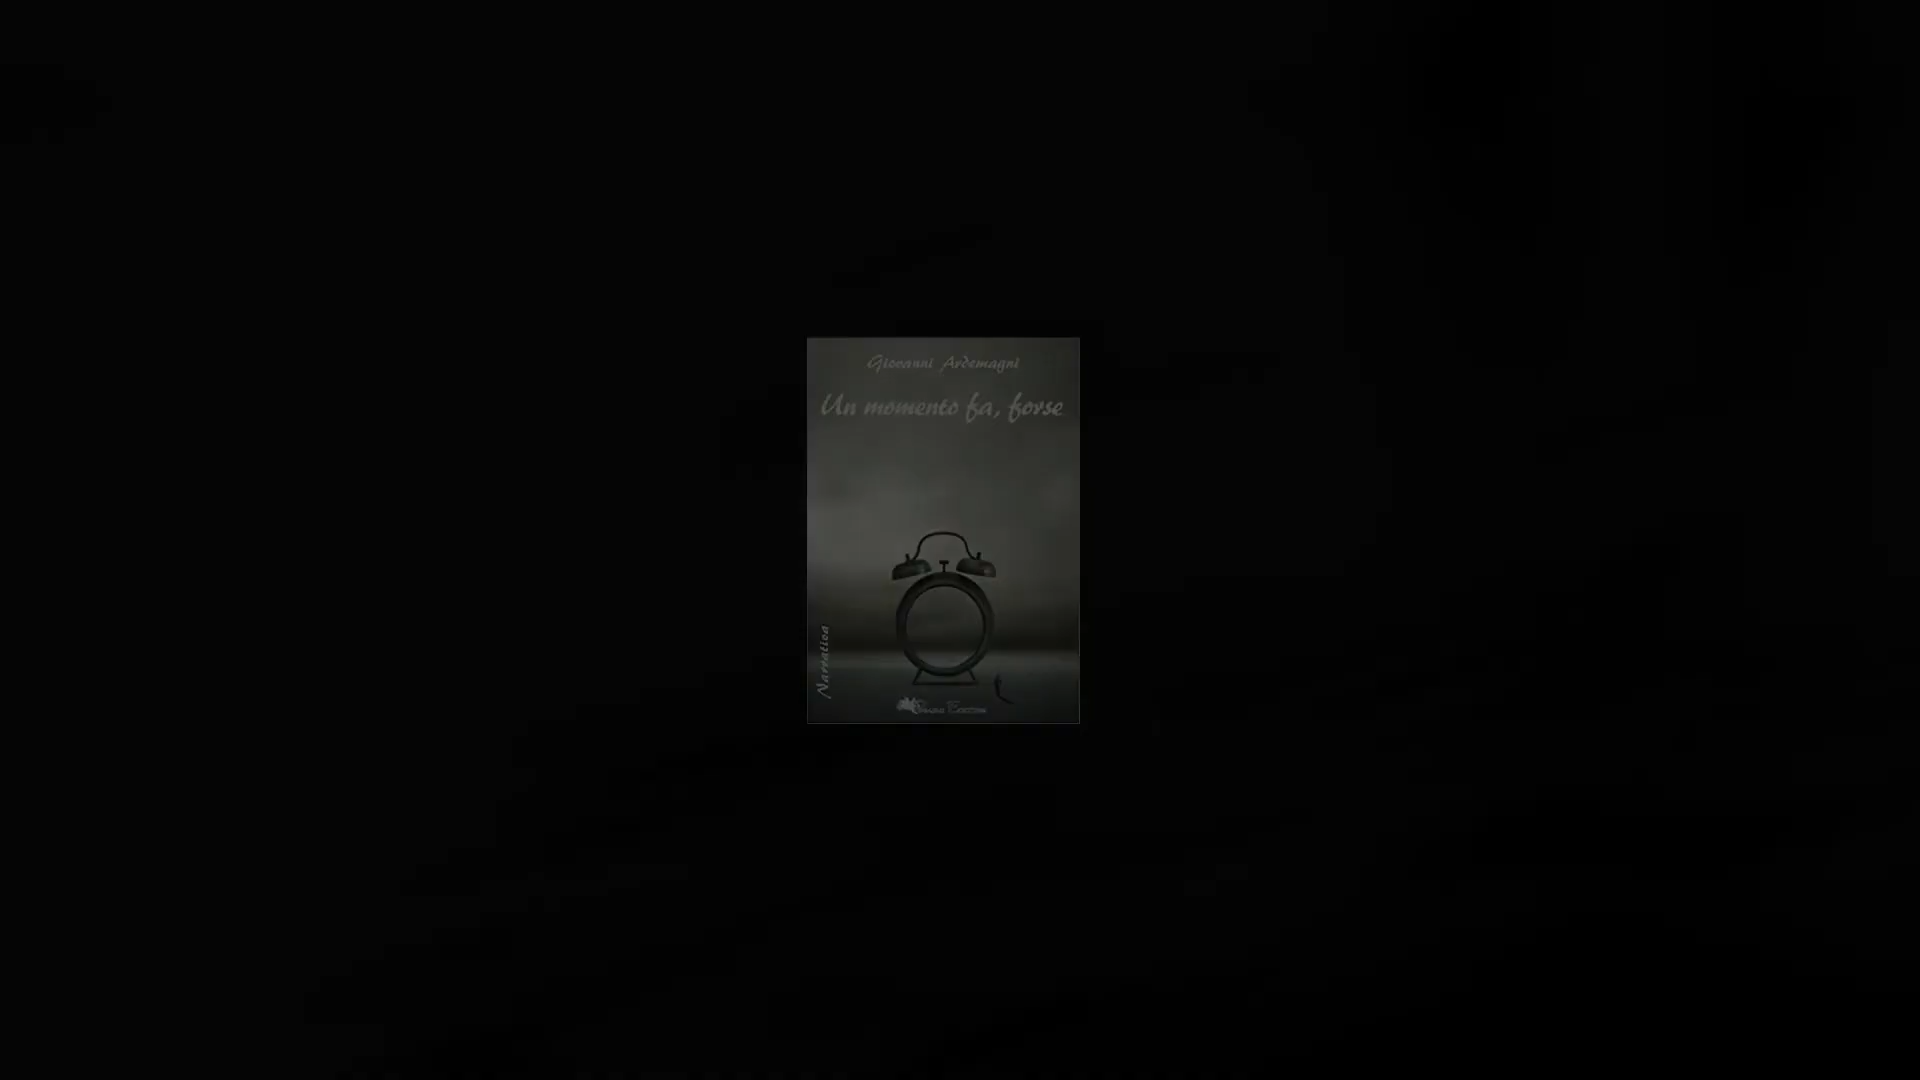 Giovanni Ardemagni
Un momento fa, forse
Narrativa